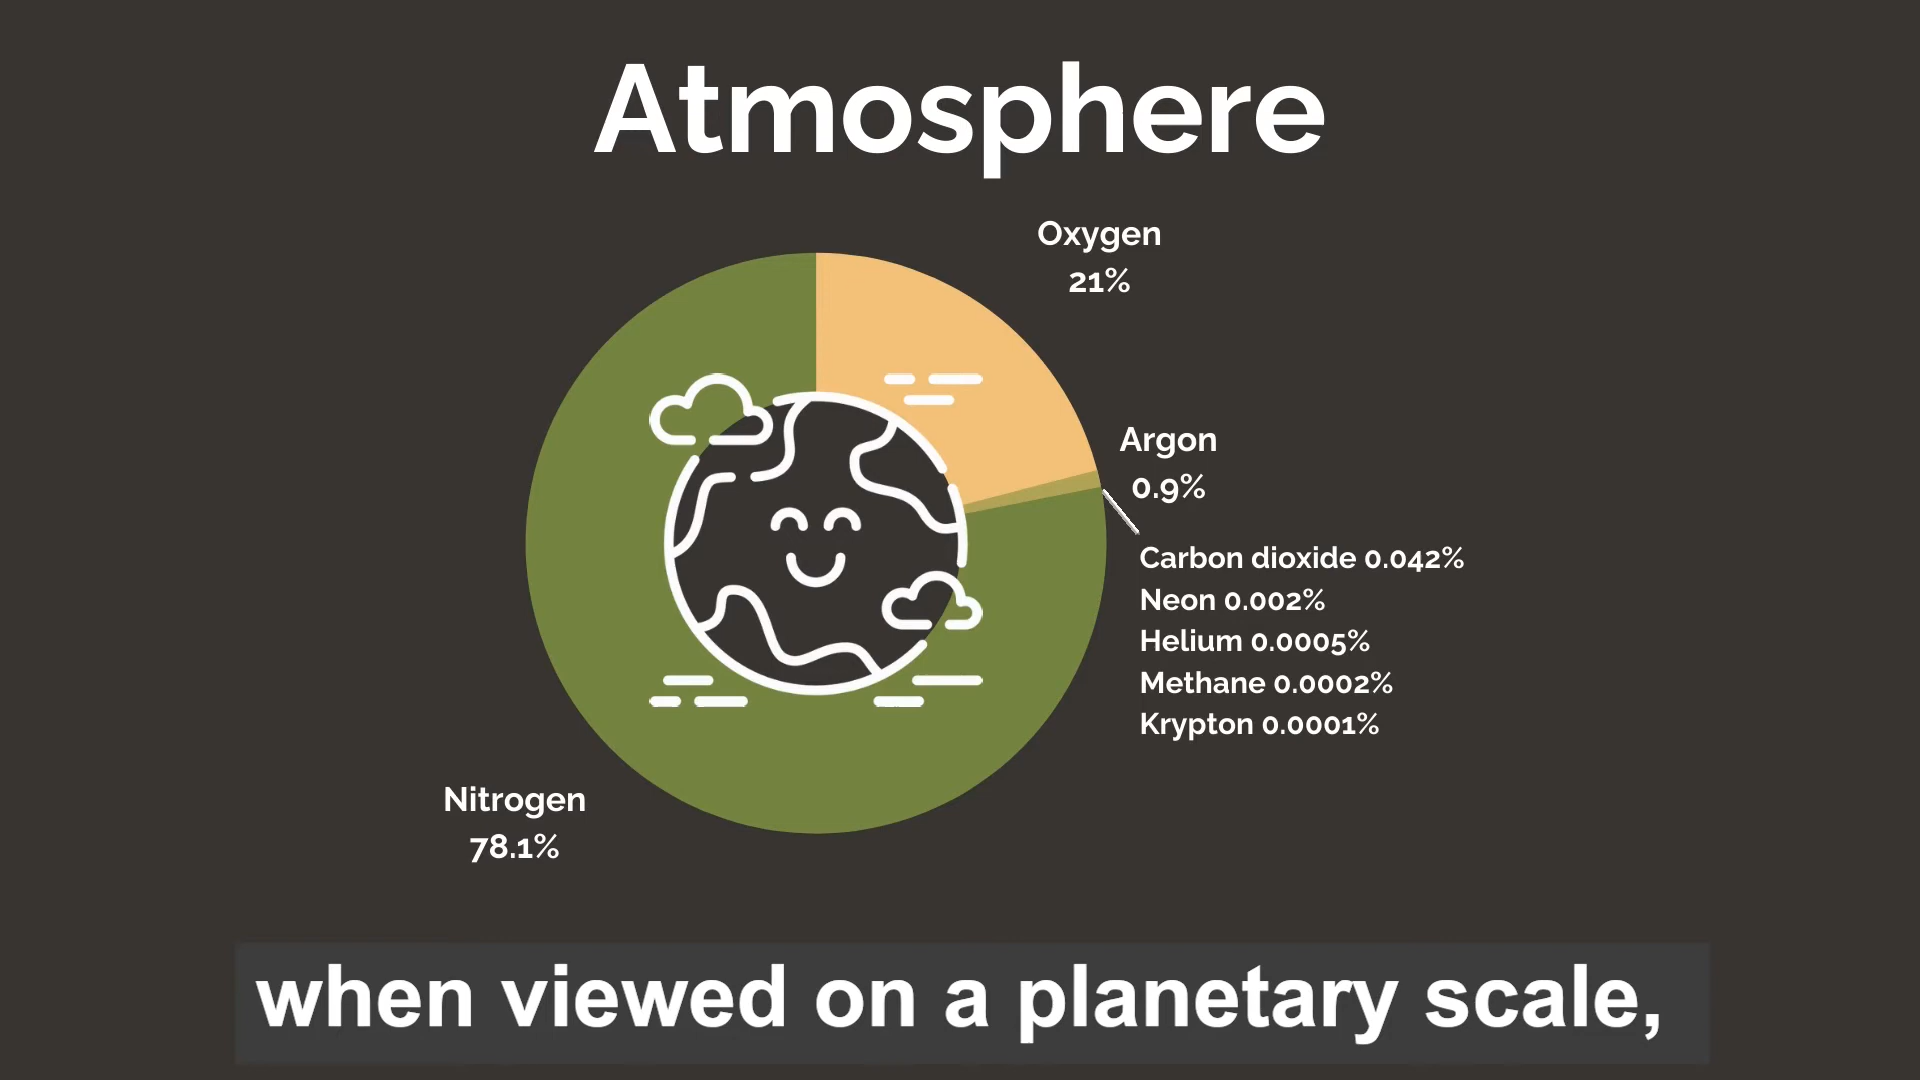 Atmosphere
Oxygen
21%
Argon
0.9%
Carbon dioxide 0.042%
Neon 0.002%
Helium 0.0005%
Methane 0.0002%
Krypton 0.0001%
Nitrogen
78.1%
when viewed on a planetary scale,